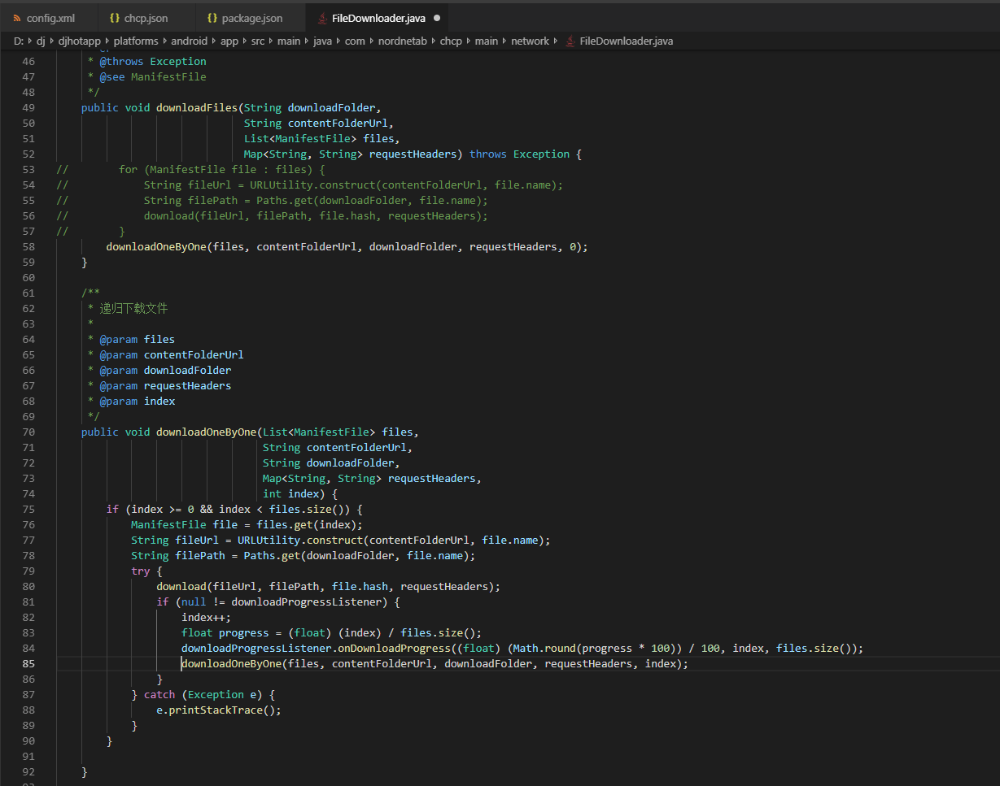 config.xml {} chcp.json {} package.json FileDownloader.java ●
D: › dj › djhotapp › platforms › android › app › src › main › java › com › nordnetab › chcp › main › network › FileDownloader.java
46 * @throws Exception
47 * @see ManifestFile
48 */
49 public void downloadFiles(String downloadFolder,
50 String contentFolderUrl,
51 List<ManifestFile> files,
52 Map<String, String> requestHeaders) throws Exception {
53 // for (ManifestFile file : files) {
54 // String fileUrl = URLUtility.construct(contentFolderUrl, file.name);
55 // String filePath = Paths.get(downloadFolder, file.name);
56 // download(fileUrl, filePath, file.hash, requestHeaders);
57 // }
58 downloadOneByOne(files, contentFolderUrl, downloadFolder, requestHeaders, 0);
59 }
60
61 /**
62 * 递归下载文件
63 *
64 * @param files
65 * @param contentFolderUrl
66 * @param downloadFolder
67 * @param requestHeaders
68 * @param index
69 */
70 public void downloadOneByOne(List<ManifestFile> files,
71 String contentFolderUrl,
72 String downloadFolder,
73 Map<String, String> requestHeaders,
74 int index) {
75 if (index >= 0 && index < files.size()) {
76 ManifestFile file = files.get(index);
77 String fileUrl = URLUtility.construct(contentFolderUrl, file.name);
78 String filePath = Paths.get(downloadFolder, file.name);
79 try {
80 download(fileUrl, filePath, file.hash, requestHeaders);
81 if (null != downloadProgressListener) {
82 index++;
83 float progress = (float) (index) / files.size();
84 downloadProgressListener.onDownloadProgress((float) (Math.round(progress * 100)) / 100, index, files.size());
85 downloadOneByOne(files, contentFolderUrl, downloadFolder, requestHeaders, index);
86 }
87 } catch (Exception e) {
88 e.printStackTrace();
89 }
90 }
91
92 }